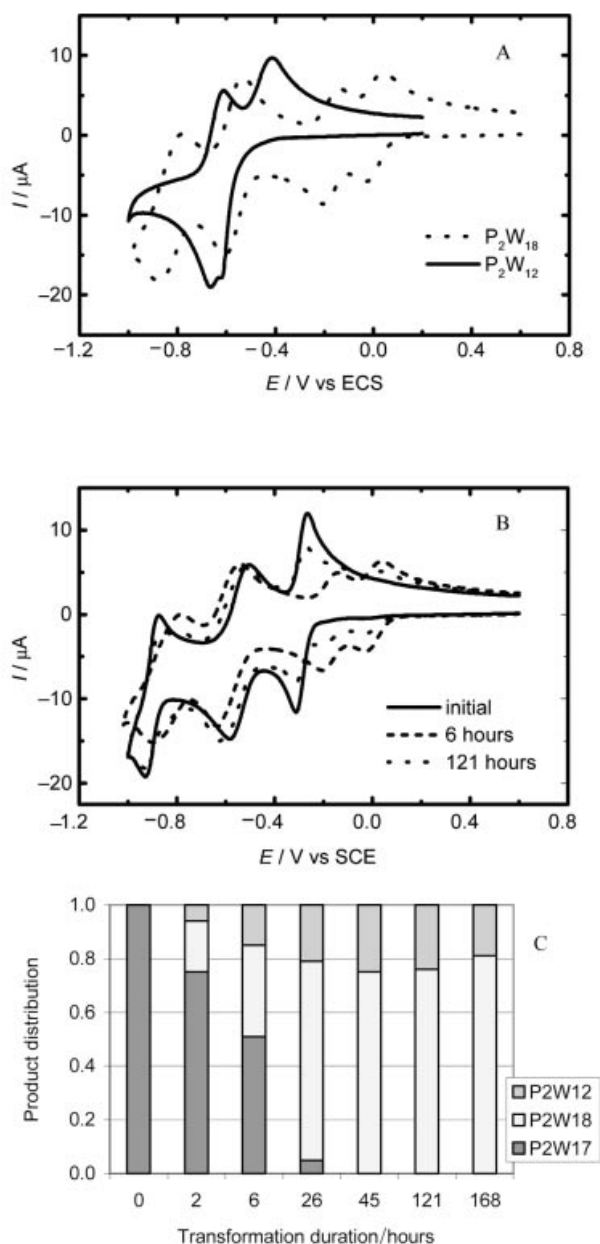 A
10
0
−10
−20
I / µA
P2W18
P2W12
−1.2 −0.8 −0.4 0.0 0.4 0.8
E / V vs ECS
B
10
0
−10
−20
I / µA
initial
6 hours
121 hours
−1.2 −0.8 −0.4 0.0 0.4 0.8
E / V vs SCE
C
1.0
0.8
0.6
0.4
0.2
0.0
Product distribution
P2W12
P2W18
P2W17
0 2 6 26 45 121 168
Transformation duration/hours